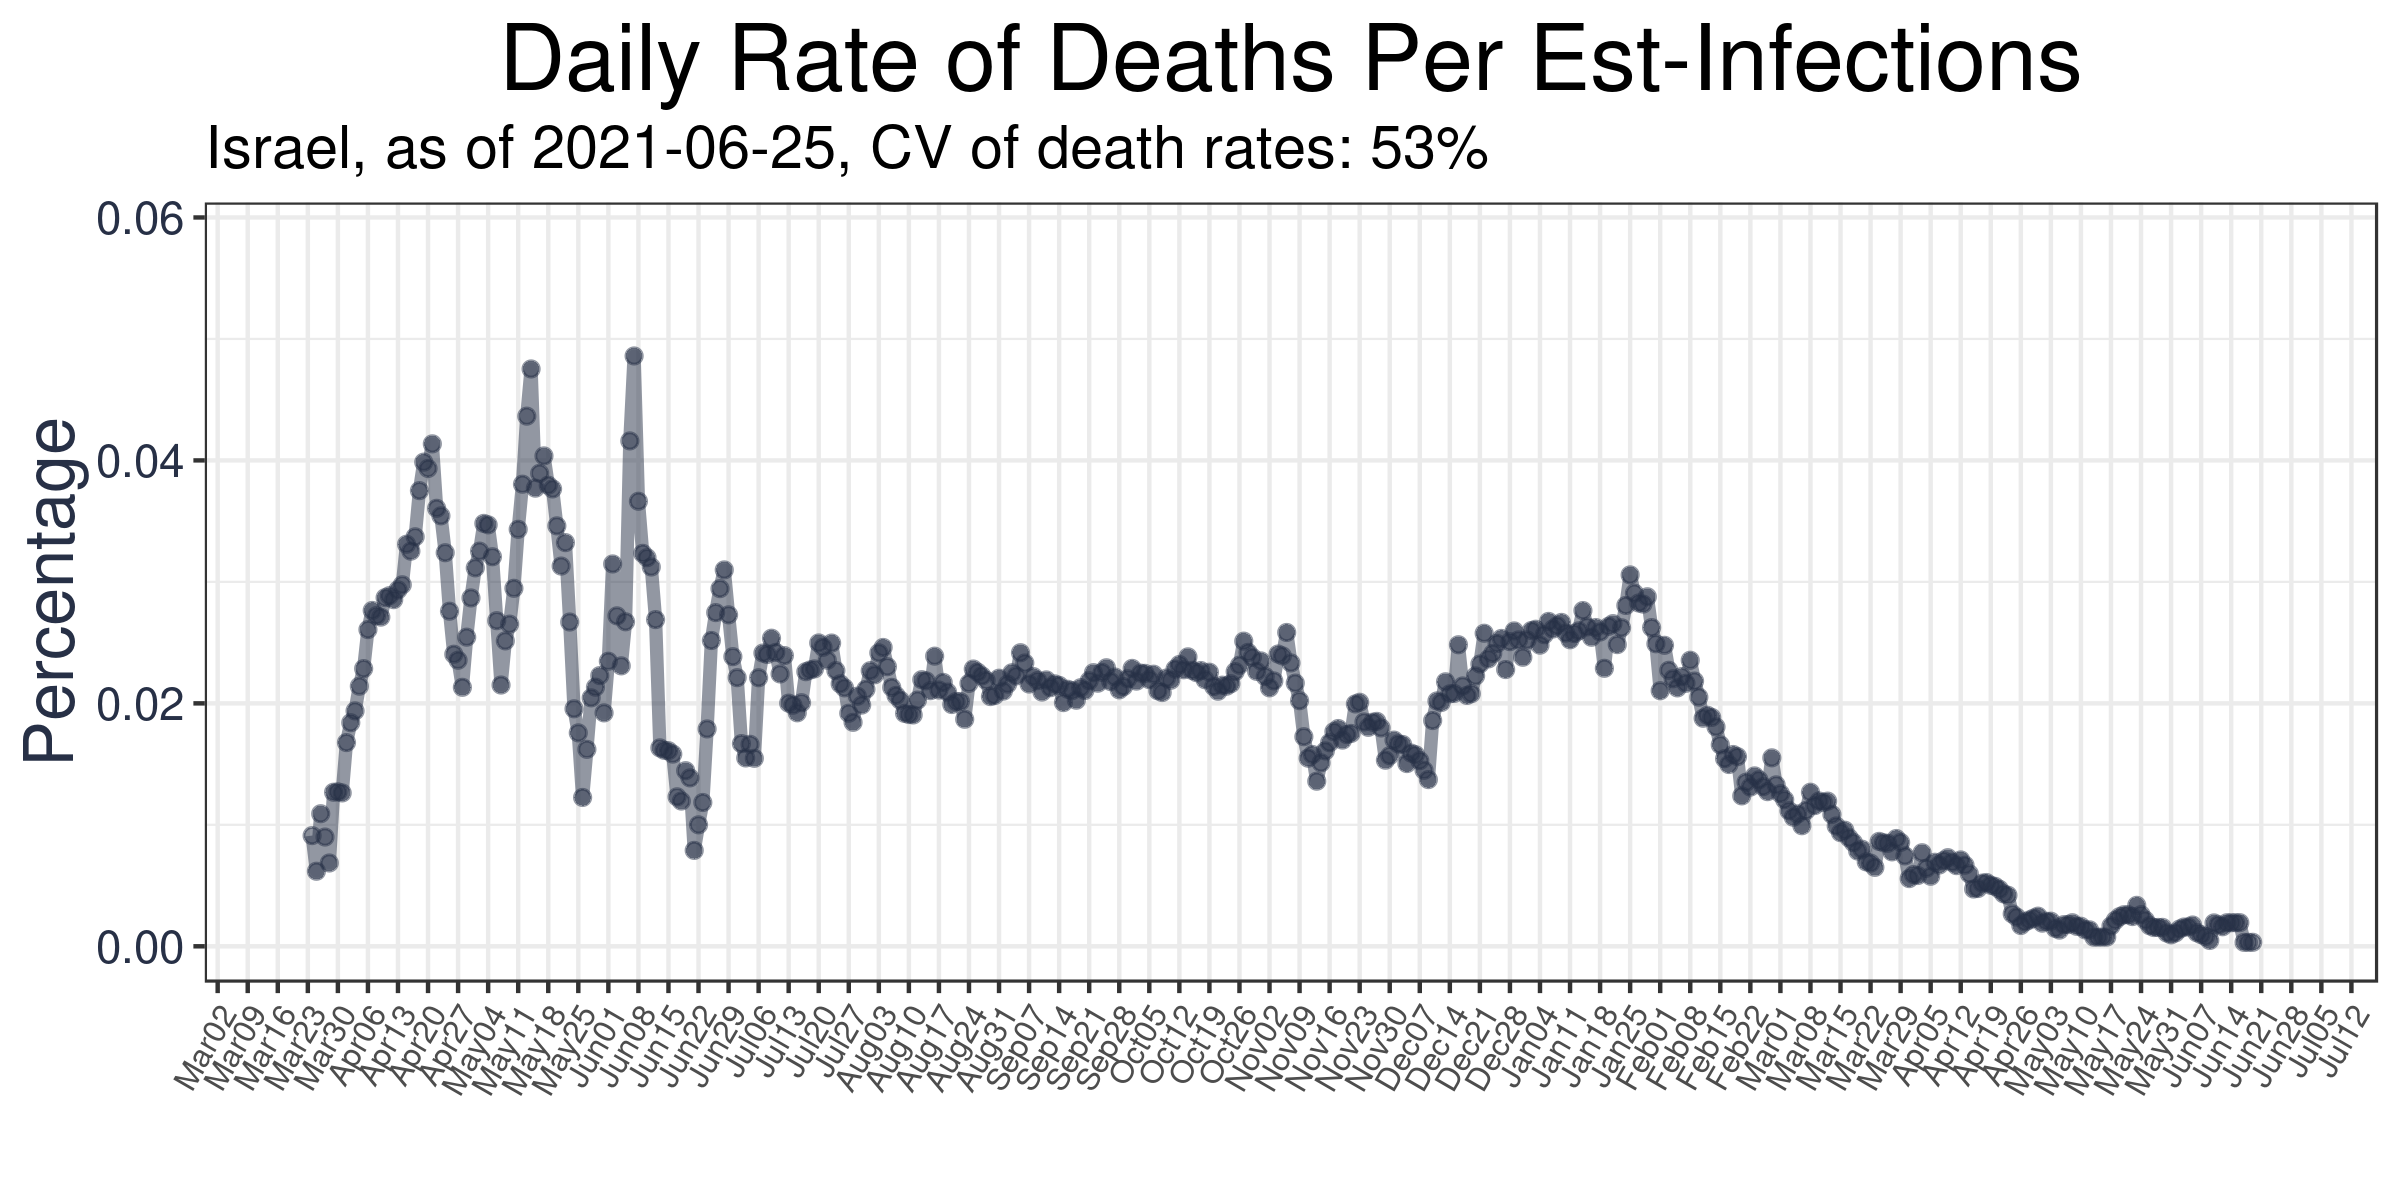 Daily Rate of Deaths Per Est-Infections
Israel, as of 2021-06-25, CV of death rates: 53%
Percentage
0.06
0.04
0.02
0.00
Mar02
Mar09
Mar16
Mar23
Mar30
Apr06
Apr13
Apr20
Apr27
May04
May11
May18
May25
Jun01
Jun08
Jun15
Jun22
Jun29
Jul06
Jul13
Jul20
Jul27
Aug03
Aug10
Aug17
Aug24
Aug31
Sep07
Sep14
Sep21
Sep28
Oct05
Oct12
Oct19
Oct26
Nov02
Nov09
Nov16
Nov23
Nov30
Dec07
Dec14
Dec21
Dec28
Jan04
Jan11
Jan18
Jan25
Feb01
Feb08
Feb15
Feb22
Mar01
Mar08
Mar15
Mar22
Mar29
Apr05
Apr12
Apr19
Apr26
May03
May10
May17
May24
May31
Jun07
Jun14
Jun21
Jun28
Jul05
Jul12